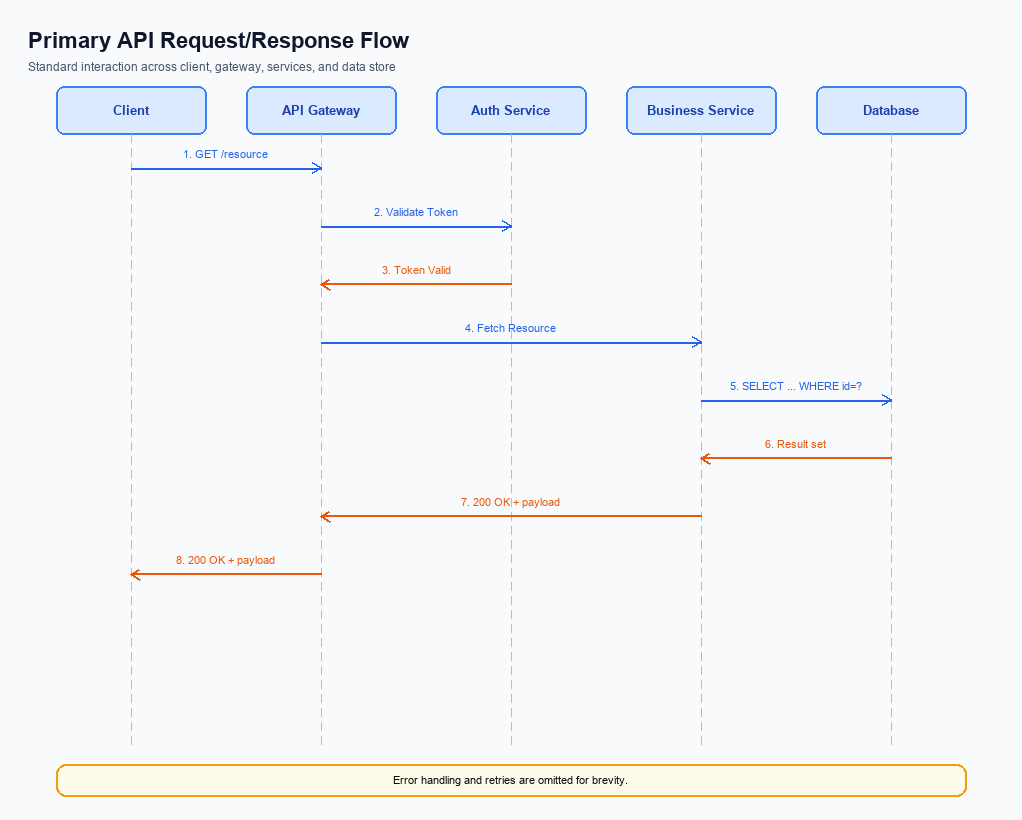 Primary API Request/Response Flow
Standard interaction across client, gateway, services, and data store
Client
API Gateway
Auth Service
Business Service
Database
1. GET /resource
2. Validate Token
3. Token Valid
4. Fetch Resource
5. SELECT ... WHERE id=?
6. Result set
7. 200 OK + payload
8. 200 OK + payload
Error handling and retries are omitted for brevity.